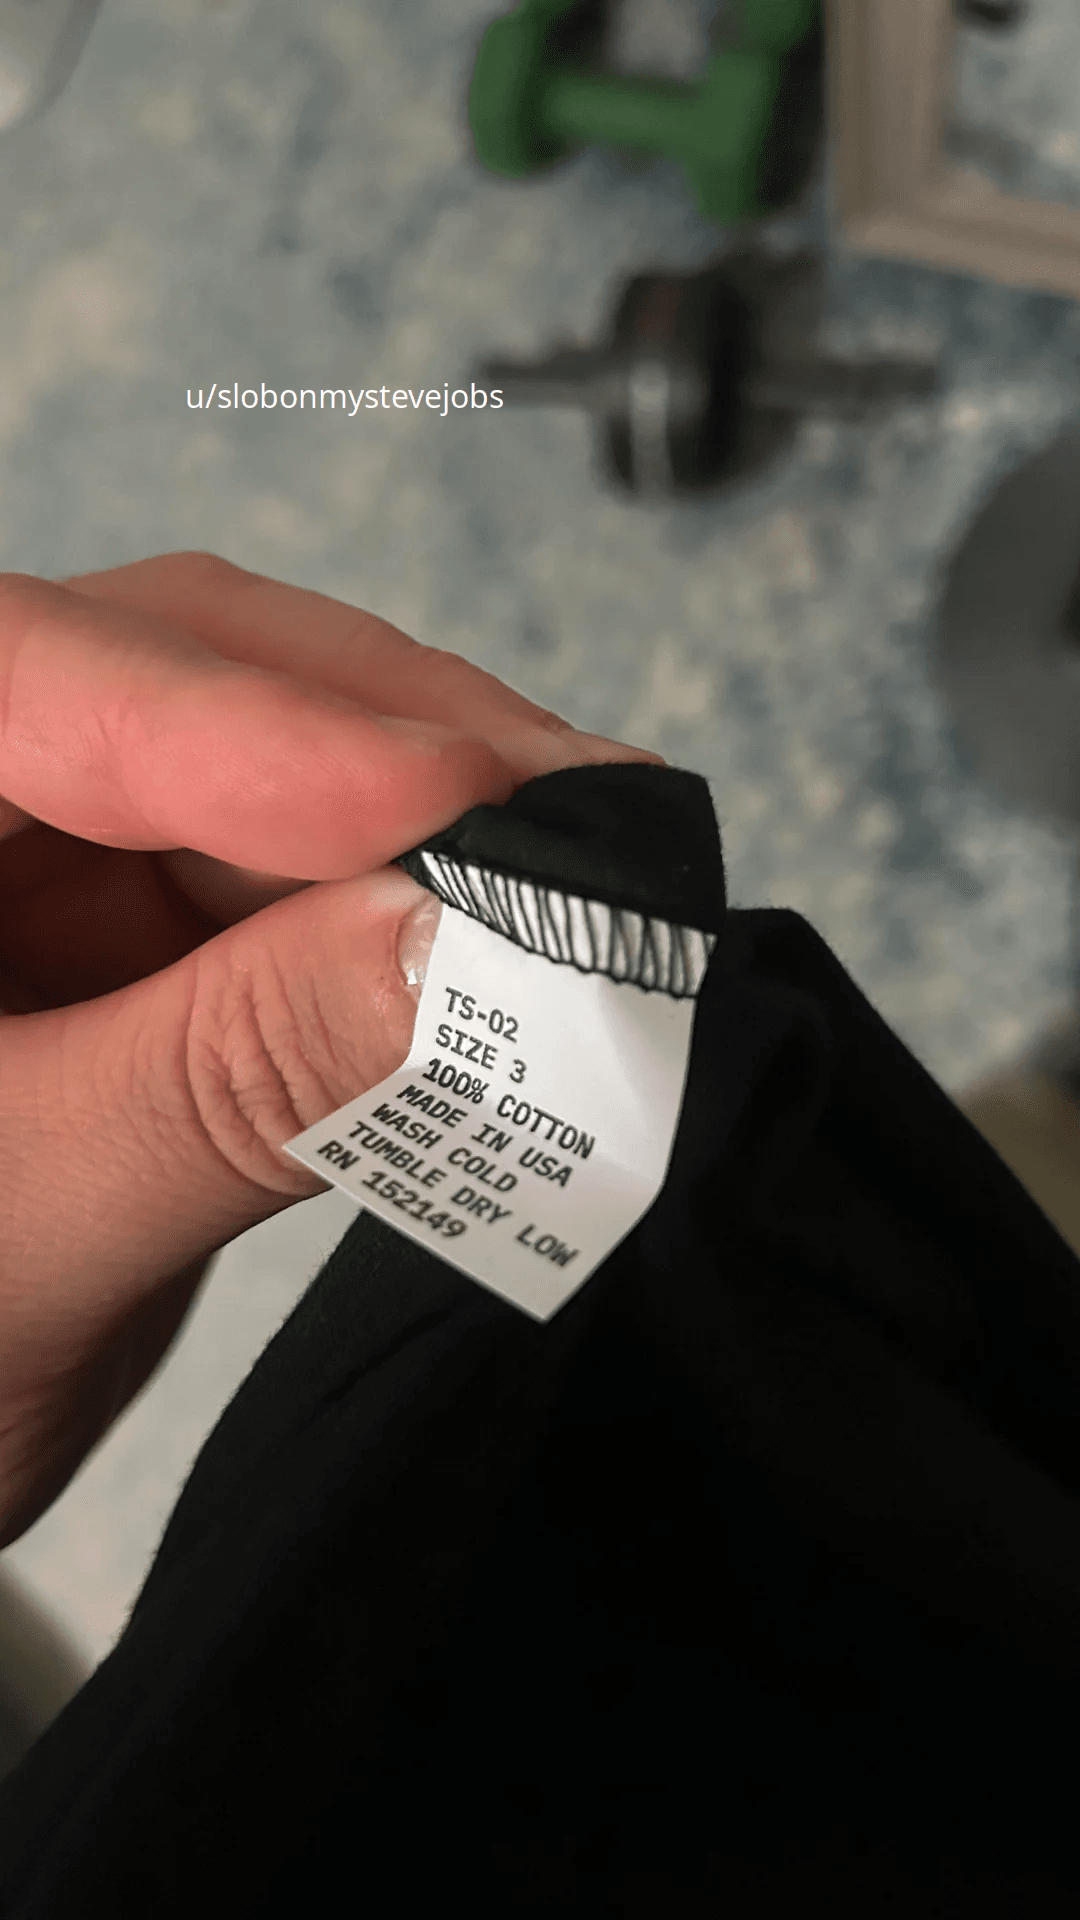 u/slobonmystevejobs
TS-02
SIZE 3
100% COTTON
MADE IN USA
WASH COLD
TUMBLE DRY LOW
RN 152149